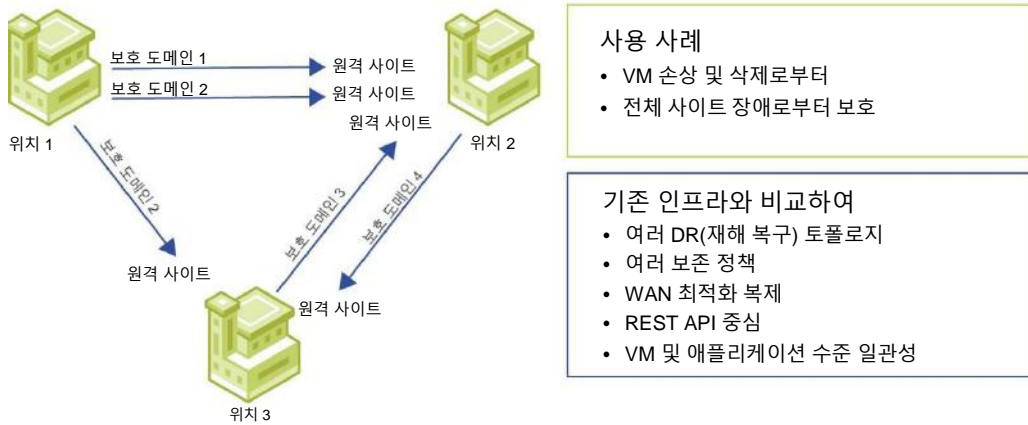 보호 도메인 1
원격 사이트
보호 도메인 2
원격 사이트
원격 사이트
위치 1
위치 2
보호 도메인 2
보호 도메인 3
보호 도메인 4
원격 사이트
원격 사이트
위치 3
사용 사례
• VM 손상 및 삭제로부터
• 전체 사이트 장애로부터 보호
기존 인프라와 비교하여
• 여러 DR(재해 복구) 토폴로지
• 여러 보존 정책
• WAN 최적화 복제
• REST API 중심
• VM 및 애플리케이션 수준 일관성